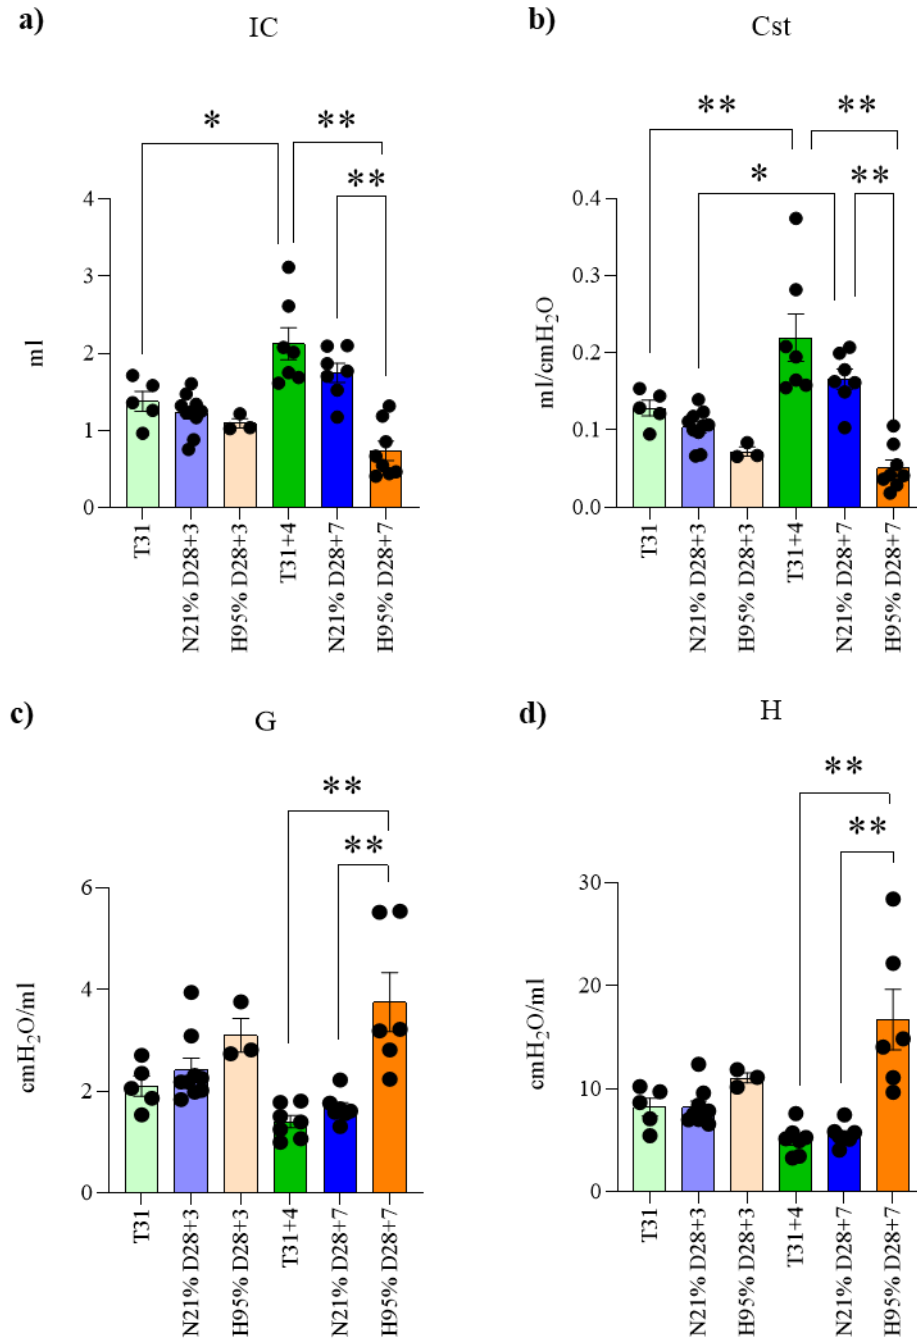 a) IC
b) Cst
* ** **
** ** * **
ml
4
3
2
1
0
ml/cmH₂O
0.4
0.3
0.2
0.1
0.0
T31
N21% D28+3
H95% D28+3
T31+4
N21% D28+7
H95% D28+7
T31
N21% D28+3
H95% D28+3
T31+4
N21% D28+7
H95% D28+7
c) G
d) H
** **
** **
cmH₂O/ml
6
4
2
0
cmH₂O/ml
30
20
10
0
T31
N21% D28+3
H95% D28+3
T31+4
N21% D28+7
H95% D28+7
T31
N21% D28+3
H95% D28+3
T31+4
N21% D28+7
H95% D28+7